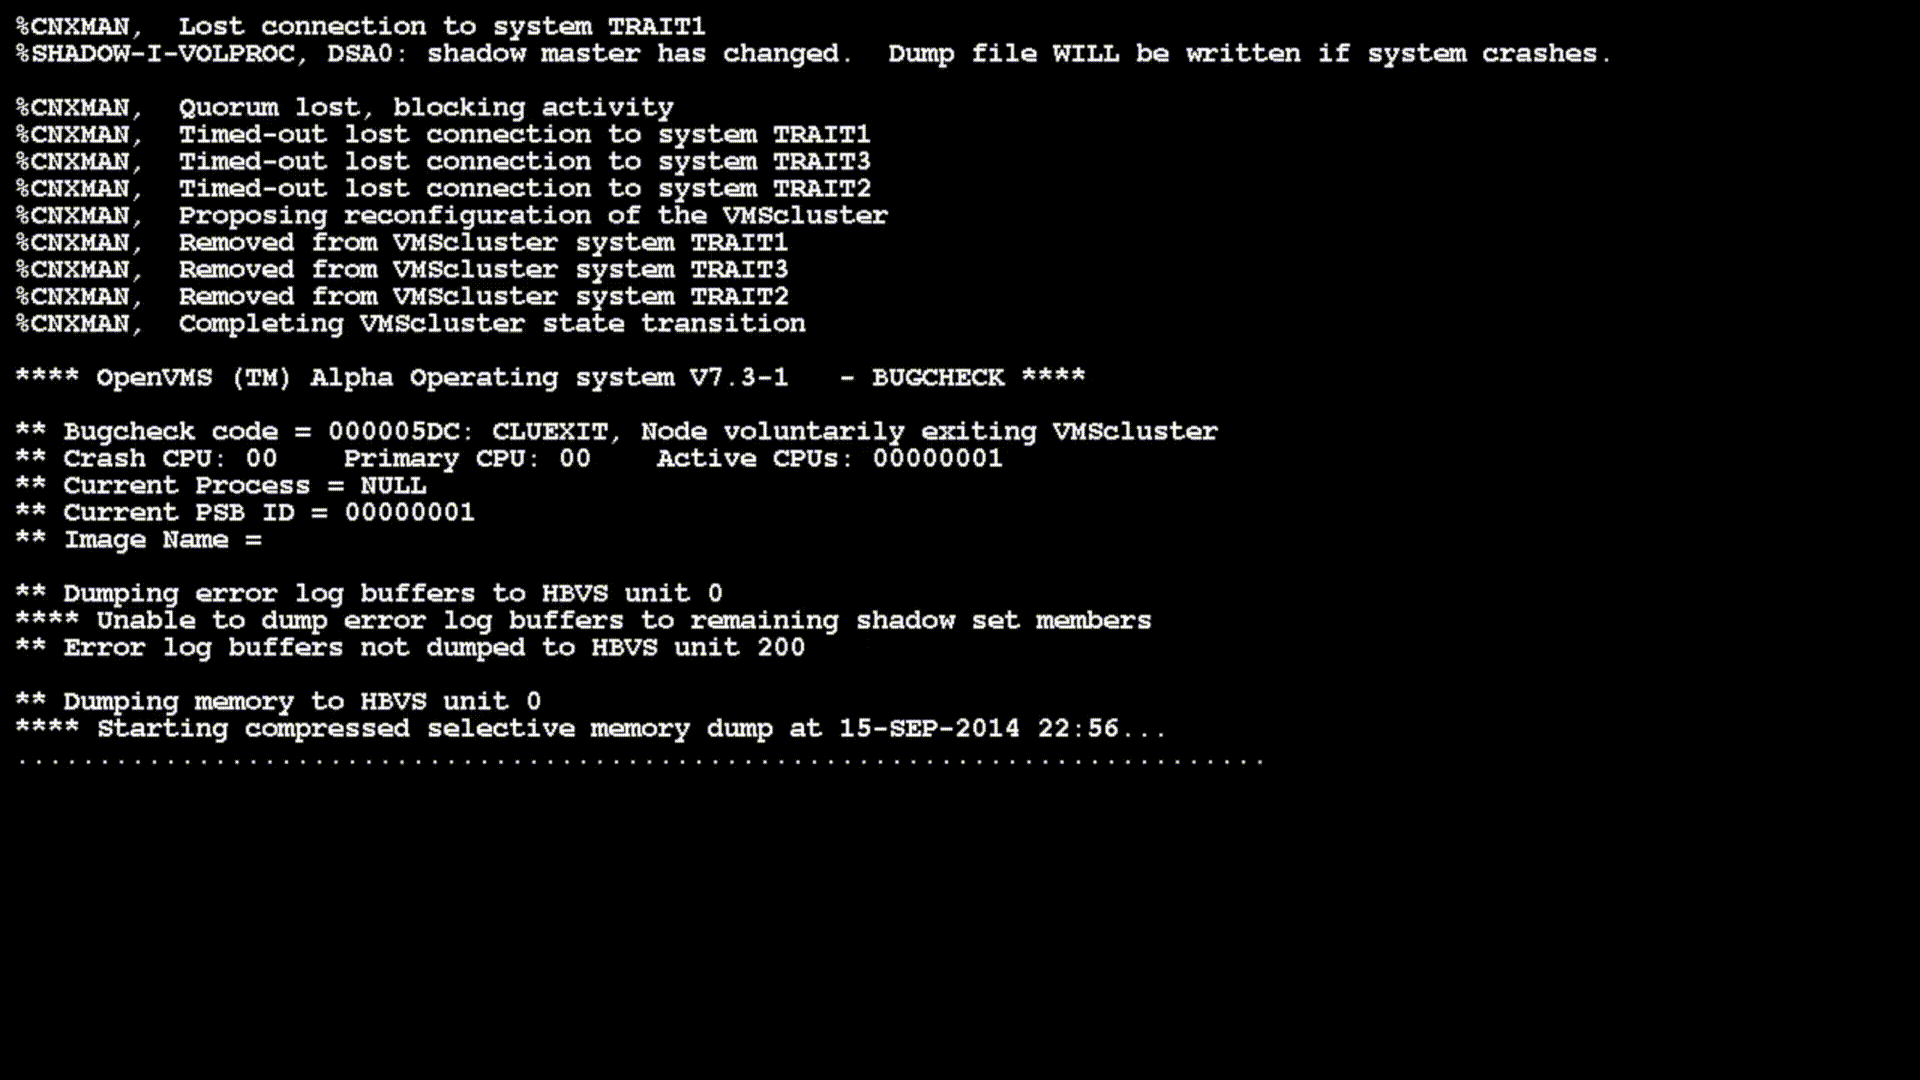 %CNXMAN,  Lost connection to system TRAIT1
%SHADOW-I-VOLPROC, DSA0: shadow master has changed.  Dump file WILL be written if system crashes.
%CNXMAN,  Quorum lost, blocking activity
%CNXMAN,  Timed-out lost connection to system TRAIT1
%CNXMAN,  Timed-out lost connection to system TRAIT3
%CNXMAN,  Timed-out lost connection to system TRAIT2
%CNXMAN,  Proposing reconfiguration of the VMScluster
%CNXMAN,  Removed from VMScluster system TRAIT1
%CNXMAN,  Removed from VMScluster system TRAIT3
%CNXMAN,  Removed from VMScluster system TRAIT2
%CNXMAN,  Completing VMScluster state transition
**** OpenVMS (TM) Alpha Operating system V7.3-1   - BUGCHECK ****
** Bugcheck code = 000005DC: CLUEXIT, Node voluntarily exiting VMScluster
** Crash CPU: 00    Primary CPU: 00    Active CPUs: 00000001
** Current Process = NULL
** Current PSB ID = 00000001
** Image Name =
** Dumping error log buffers to HBVS unit 0
**** Unable to dump error log buffers to remaining shadow set members
** Error log buffers not dumped to HBVS unit 200
** Dumping memory to HBVS unit 0
**** Starting compressed selective memory dump at 15-SEP-2014 22:56...
............................................................................